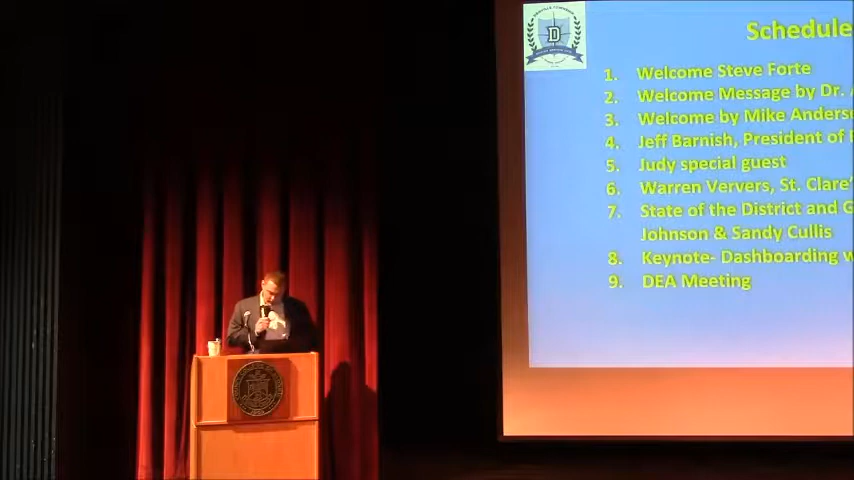 Schedule
1. Welcome Steve Forte
2. Welcome Message by Dr.
3. Welcome by Mike Anders
4. Jeff Barnish, President of
5. Judy special guest
6. Warren Ververs, St. Clare'
7. State of the District and G
Johnson & Sandy Cullis
8. Keynote- Dashboarding
9. DEA Meeting
D